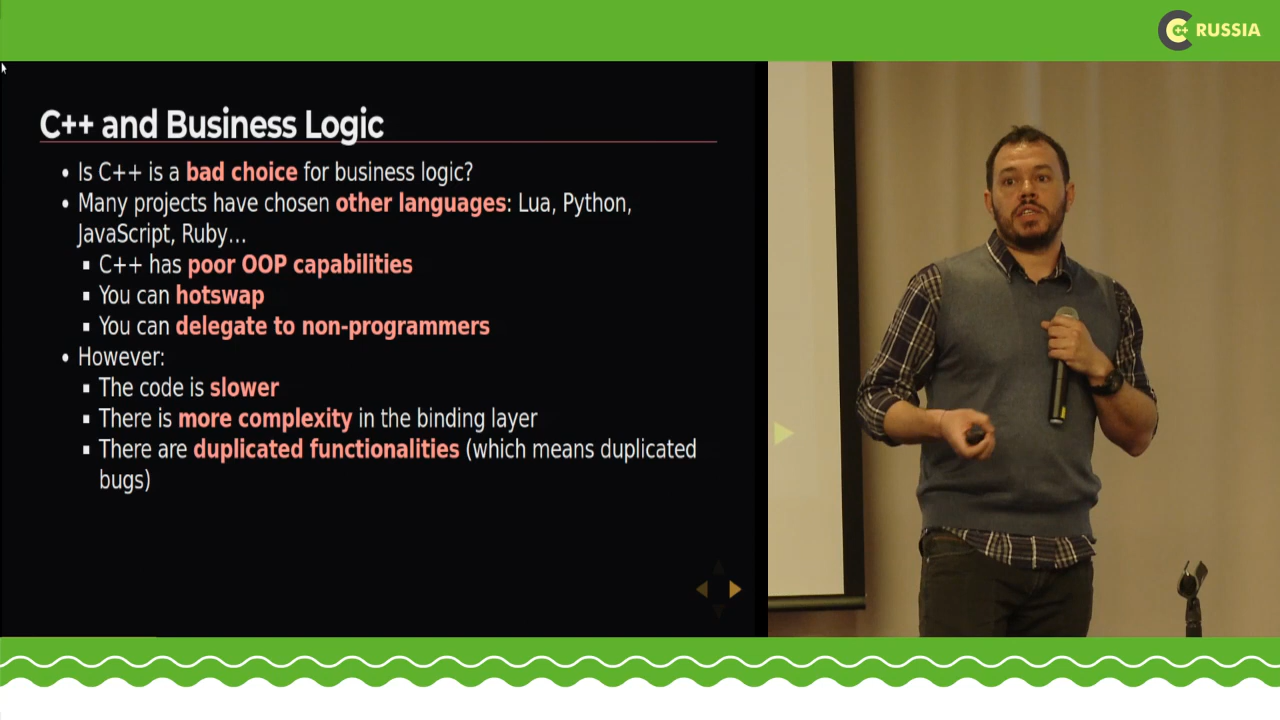 C++ RUSSIA
C++ and Business Logic
• Is C++ is a bad choice for business logic?
• Many projects have chosen other languages: Lua, Python,
JavaScript, Ruby...
▪ C++ has poor OOP capabilities
▪ You can hotswap
▪ You can delegate to non-programmers
• However:
▪ The code is slower
▪ There is more complexity in the binding layer
▪ There are duplicated functionalities (which means duplicated
bugs)